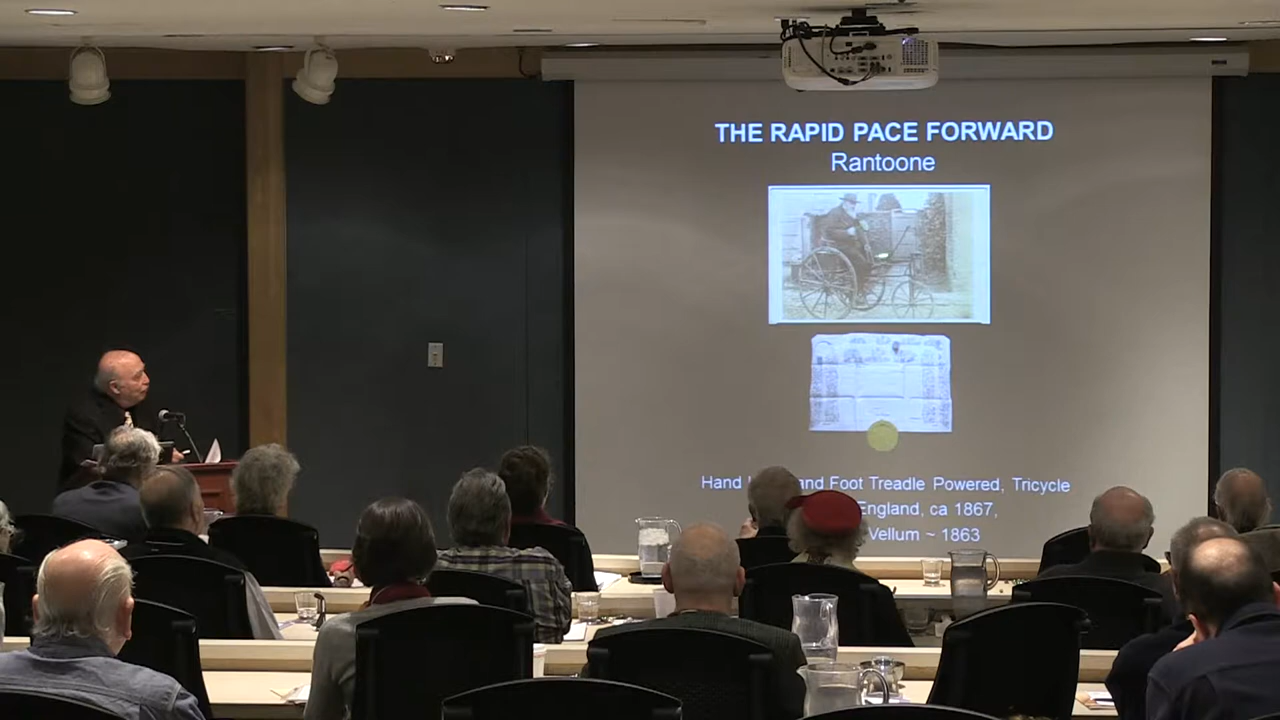 THE RAPID PACE FORWARD
Rantoone
Hand and Foot Treadle Powered, Tricycle
England, ca 1867,
Vellum ~ 1863